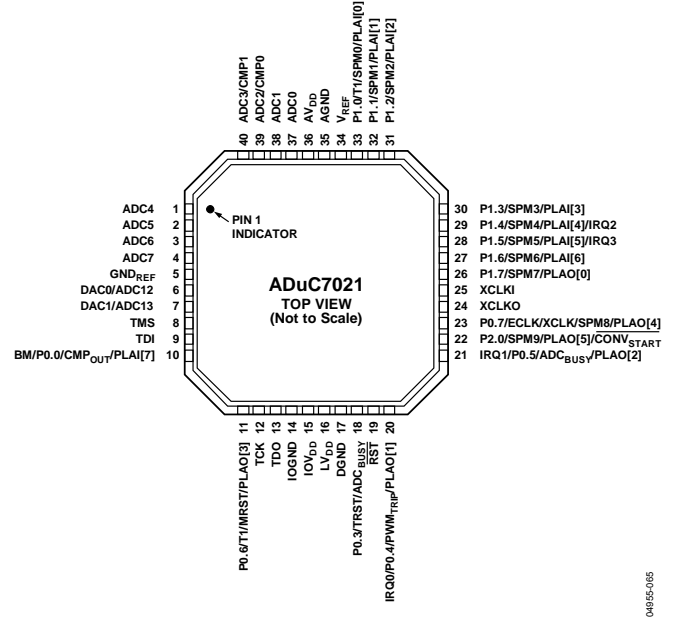 40 ADC3/CMP1
39 ADC2/CMP0
38 ADC1
37 ADC0
36 AVDD
35 AGND
34 VREF
33 P1.0/T1/SPM0/PLAI[0]
32 P1.1/SPM1/PLAI[1]
31 P1.2/SPM2/PLAI[2]
ADC4 1
ADC5 2
ADC6 3
ADC7 4
GNDREF 5
DAC0/ADC12 6
DAC1/ADC13 7
TMS 8
TDI 9
BM/P0.0/CMPOUT/PLAI[7] 10
PIN 1
INDICATOR
ADuC7021
TOP VIEW
(Not to Scale)
30 P1.3/SPM3/PLAI[3]
29 P1.4/SPM4/PLAI[4]/IRQ2
28 P1.5/SPM5/PLAI[5]/IRQ3
27 P1.6/SPM6/PLAI[6]
26 P1.7/SPM7/PLAO[0]
25 XCLKI
24 XCLKO
23 P0.7/ECLK/XCLK/SPM8/PLAO[4]
22 P2.0/SPM9/PLAO[5]/CONVSTART
21 IRQ1/P0.5/ADCBUSY/PLAO[2]
P0.6/T1/MRST/PLAO[3] 11
TCK 12
TDO 13
IOGND 14
IOVDD 15
LVDD 16
DGND 17
P0.3/TRST/ADCBUSY 18
RST 19
IRQ0/P0.4/PWMTRIP/PLAO[1] 20
04955-065